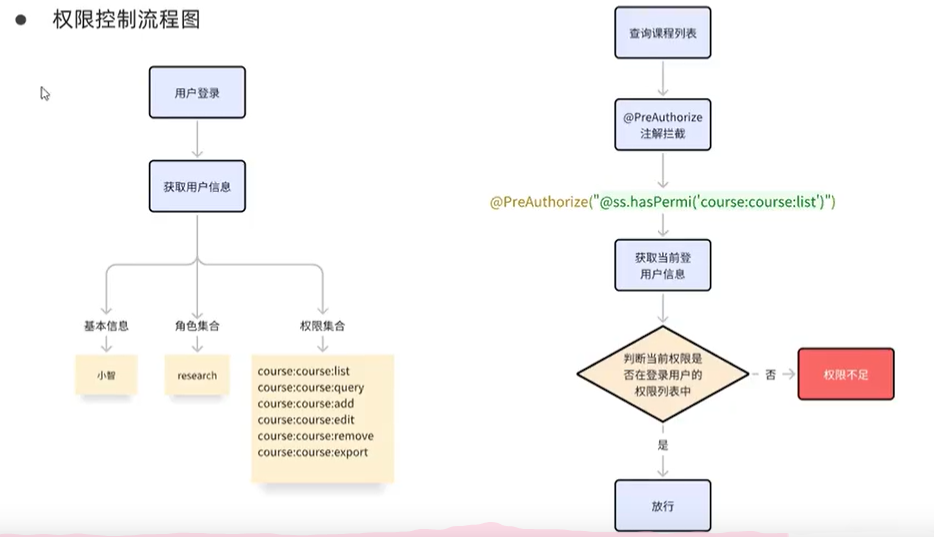 权限控制流程图
用户登录
获取用户信息
基本信息
角色集合
权限集合
小智
research
course:course:list
course:course:query
course:course:add
course:course:edit
course:course:remove
course:course:export
查询课程列表
@PreAuthorize
注解拦截
@PreAuthorize("@ss.hasPermi('course:course:list')")
获取当前登
用户信息
判断当前权限是
否在登录用户的
权限列表中
否
权限不足
是
放行